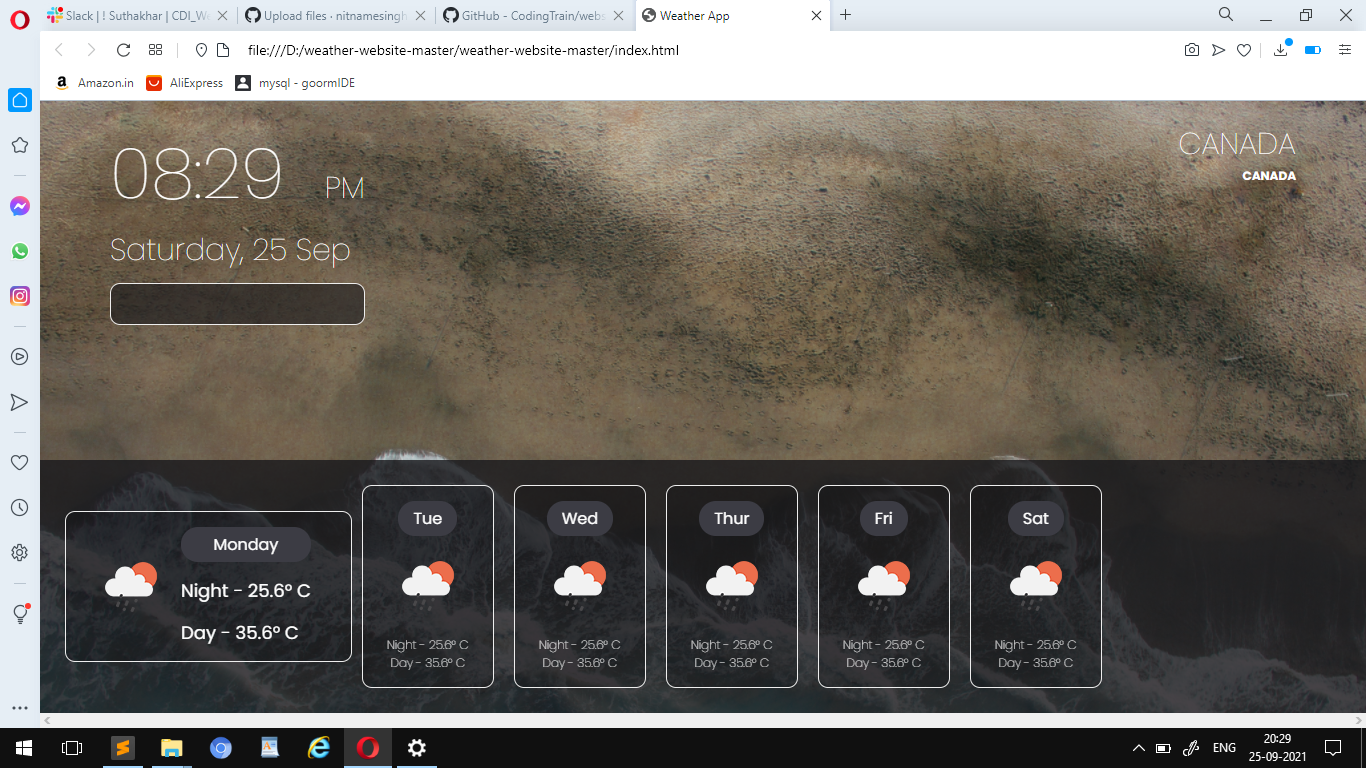 Slack | ! Suthakhar | CDI_We
Upload files · nitnamesingh
GitHub - CodingTrain/webs
Weather App
file:///D:/weather-website-master/weather-website-master/index.html
Amazon.in
AliExpress
mysql - goormIDE
08:29 PM
Saturday, 25 Sep
CANADA
CANADA
Monday
Night - 25.6° C
Day - 35.6° C
Tue
Night - 25.6° C
Day - 35.6° C
Wed
Night - 25.6° C
Day - 35.6° C
Thur
Night - 25.6° C
Day - 35.6° C
Fri
Night - 25.6° C
Day - 35.6° C
Sat
Night - 25.6° C
Day - 35.6° C
ENG
20:29
25-09-2021